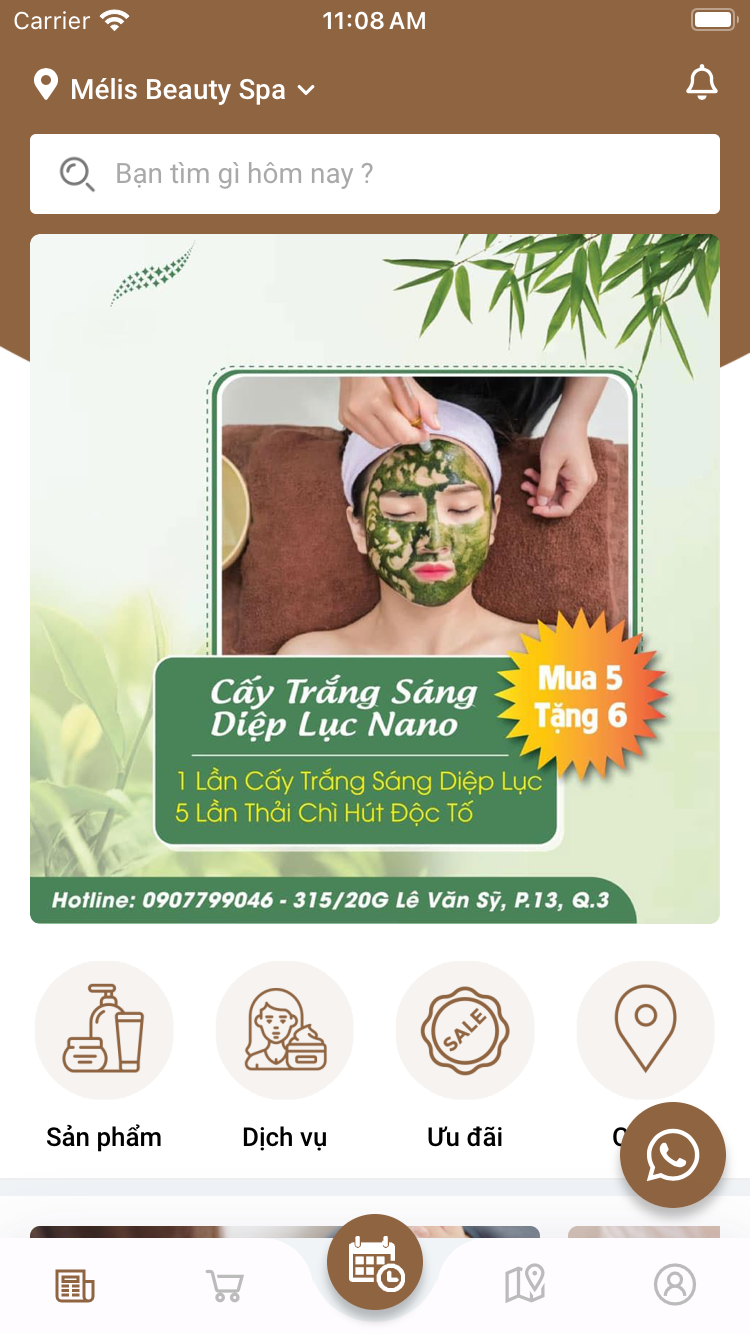 Carrier
11:08 AM
Mélis Beauty Spa
Bạn tìm gì hôm nay ?
Cấy Trắng Sáng
Diệp Lục Nano
Mua 5
Tặng 6
1 Lần Cấy Trắng Sáng Diệp Lục
5 Lần Thải Chì Hút Độc Tố
Hotline: 0907799046 - 315/20G Lê Văn Sỹ, P.13, Q.3
SALE
Sản phẩm
Dịch vụ
Ưu đãi